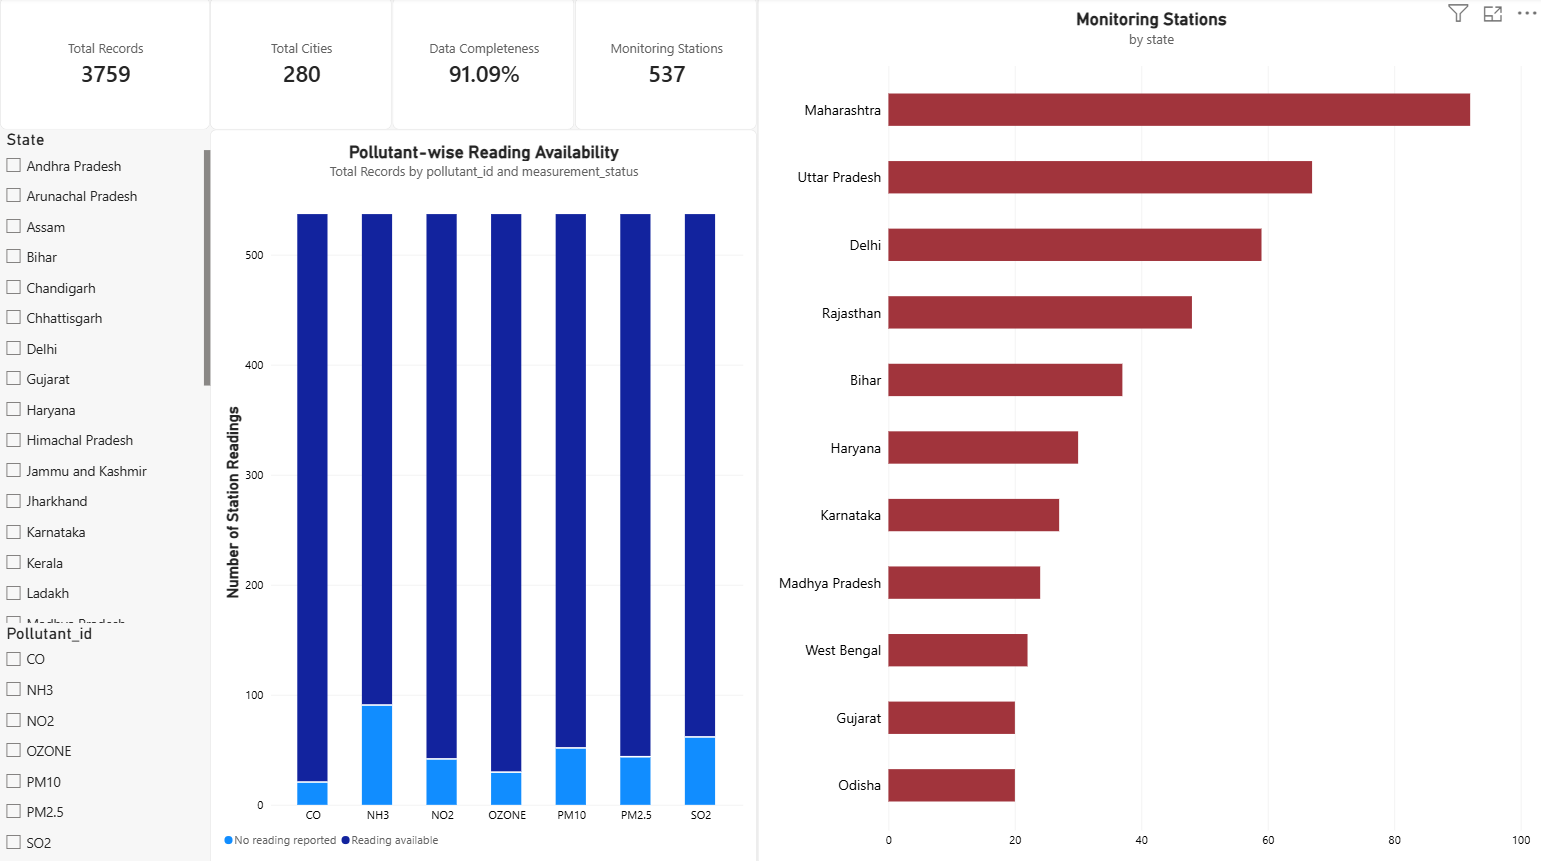 Total Records
3759
Total Cities
280
Data Completeness
91.09%
Monitoring Stations
537
State
Andhra Pradesh
Arunachal Pradesh
Assam
Bihar
Chandigarh
Chhattisgarh
Delhi
Gujarat
Haryana
Himachal Pradesh
Jammu and Kashmir
Jharkhand
Karnataka
Kerala
Ladakh
Madhya Pradesh
Pollutant_id
CO
NH3
NO2
OZONE
PM10
PM2.5
SO2
Pollutant-wise Reading Availability
Total Records by pollutant_id and measurement_status
Number of Station Readings
500
400
300
200
100
0
CO NH3 NO2 OZONE PM10 PM2.5 SO2
No reading reported Reading available
Monitoring Stations
by state
Maharashtra
Uttar Pradesh
Delhi
Rajasthan
Bihar
Haryana
Karnataka
Madhya Pradesh
West Bengal
Gujarat
Odisha
0 20 40 60 80 100